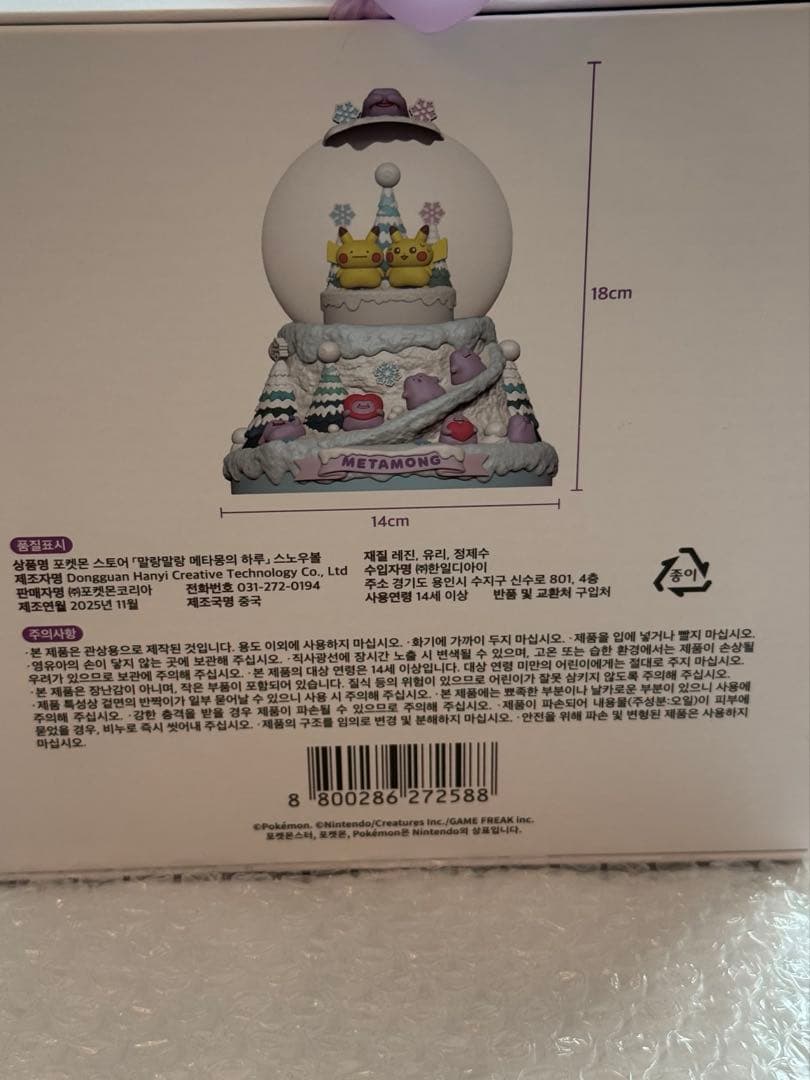 METAMONG
18cm
14cm
품질표시
상품명 포켓몬 스토어 「말랑말랑 메타몽의 하루」 스노우볼
제조자명 Dongguan Hanyi Creative Technology Co., Ltd
판매자명 ㈜포켓몬코리아 전화번호 031-272-0194
제조연월 2025년 11월 제조국명 중국
재질 레진, 유리, 정제수
수입자명 ㈜한일디아이
주소 경기도 용인시 수지구 신수로 801, 4층
사용연령 14세 이상 반품 및 교환처 구입처
종이
주의사항
·본 제품은 관상용으로 제작된 것입니다. 용도 이외에 사용하지 마십시오. ·화기에 가까이 두지 마십시오. ·제품을 입에 넣거나 빨지 마십시오.
·영유아의 손이 닿지 않는 곳에 보관해 주십시오. ·직사광선에 장시간 노출 시 변색될 수 있으며, 고온 또는 습한 환경에서는 제품이 손상될
우려가 있으므로 보관에 주의해 주십시오. ·본 제품의 대상 연령은 14세 이상입니다. 대상 연령 미만의 어린이에게는 절대로 주지 마십시오.
·본 제품은 장난감이 아니며, 작은 부품이 포함되어 있습니다. 질식 등의 위험이 있으므로 어린이가 잘못 삼키지 않도록 주의해 주십시오.
·제품 특성상 겉면의 반짝이가 일부 묻어날 수 있으니 사용 시 주의해 주십시오. ·본 제품에는 뾰족한 부분이나 날카로운 부분이 있으니 사용에
주의해 주십시오. ·강한 충격을 받을 경우 제품이 파손될 수 있으므로 주의해 주십시오. ·제품이 파손되어 내용물(주성분:오일)이 피부에
묻었을 경우, 비누로 즉시 씻어내 주십시오. ·제품의 구조를 임의로 변경 및 분해하지 마십시오. ·안전을 위해 파손 및 변형된 제품은 사용하지
마십시오.
8 800286 272588
©Pokémon. ©Nintendo/Creatures Inc./GAME FREAK inc.
포켓몬스터, 포켓몬, Pokémon은 Nintendo의 상표입니다.